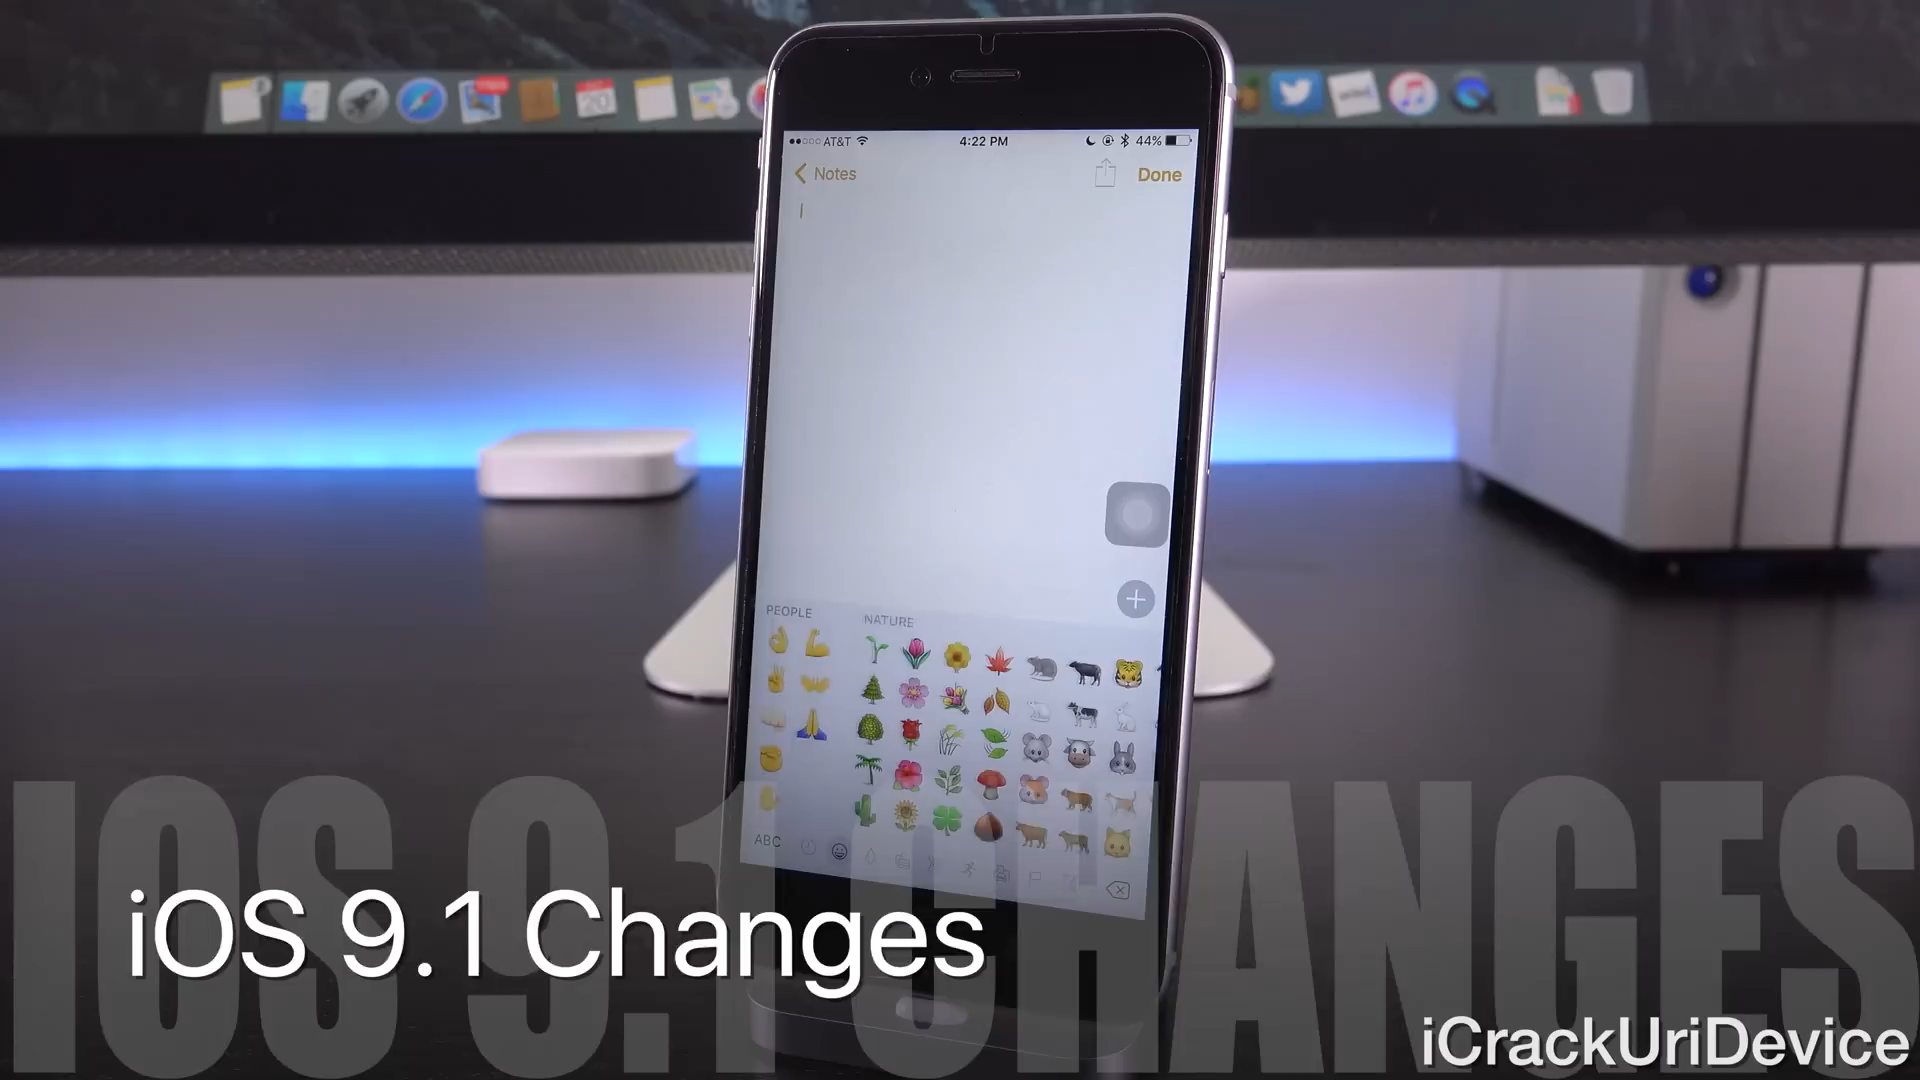 20
AT&T 4:22 PM 44%
Notes Done
PEOPLE NATURE
ABC
IOS 9.1 CHANGES
iOS 9.1 Changes
iCrackUriDevice